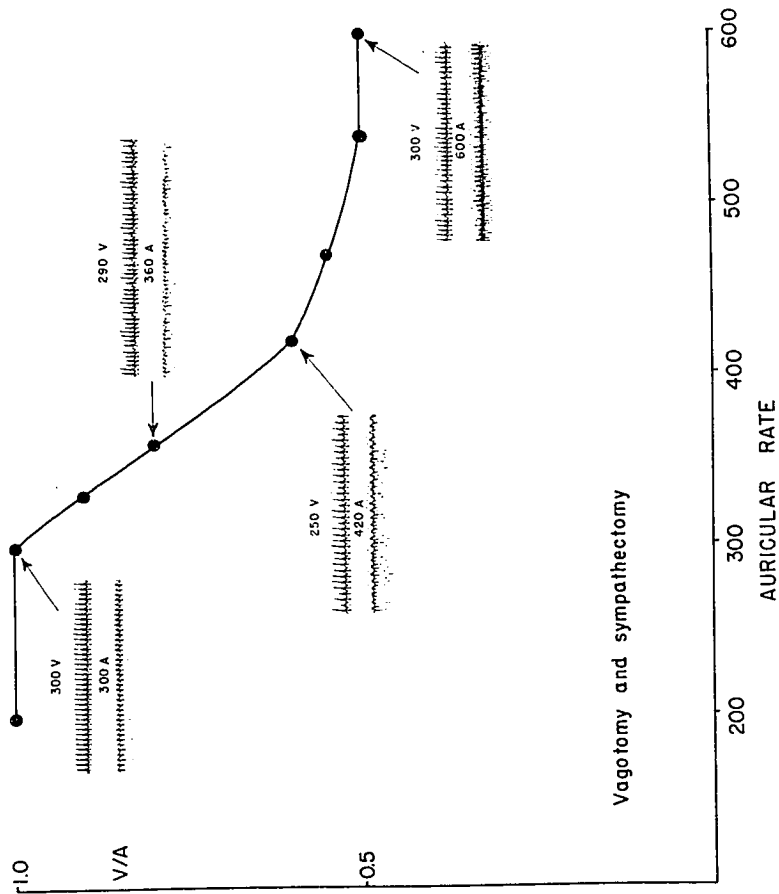 1.0
V/A
0.5
300 V
300 A
290 V
360 A
250 V
420 A
300 V
600 A
Vagotomy and sympathectomy
200
300
400
500
600
AURICULAR RATE